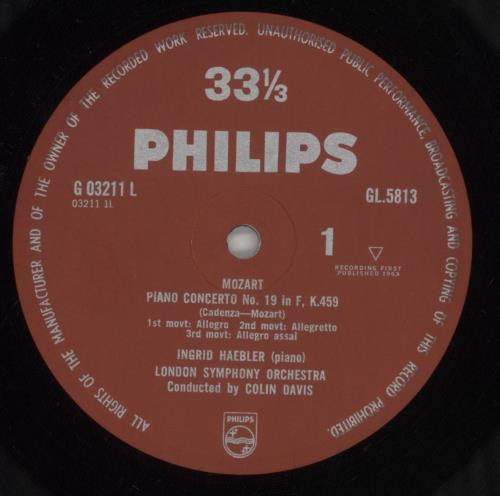 ALL RIGHTS OF THE MANUFACTURER AND OF THE OWNER OF THE RECORDED WORK RESERVED. UNAUTHORISED PUBLIC PERFORMANCE, BROADCASTING AND COPYING OF THIS RECORD PROHIBITED.
33⅓
PHILIPS
G 03211 L
03211 1L
GL.5813
1
RECORDING FIRST
PUBLISHED 1963
MOZART
PIANO CONCERTO No. 19 in F, K.459
(Cadenza—Mozart)
1st movt: Allegro 2nd movt: Allegretto
3rd movt: Allegro assai
INGRID HAEBLER (piano)
LONDON SYMPHONY ORCHESTRA
Conducted by COLIN DAVIS
PHILIPS